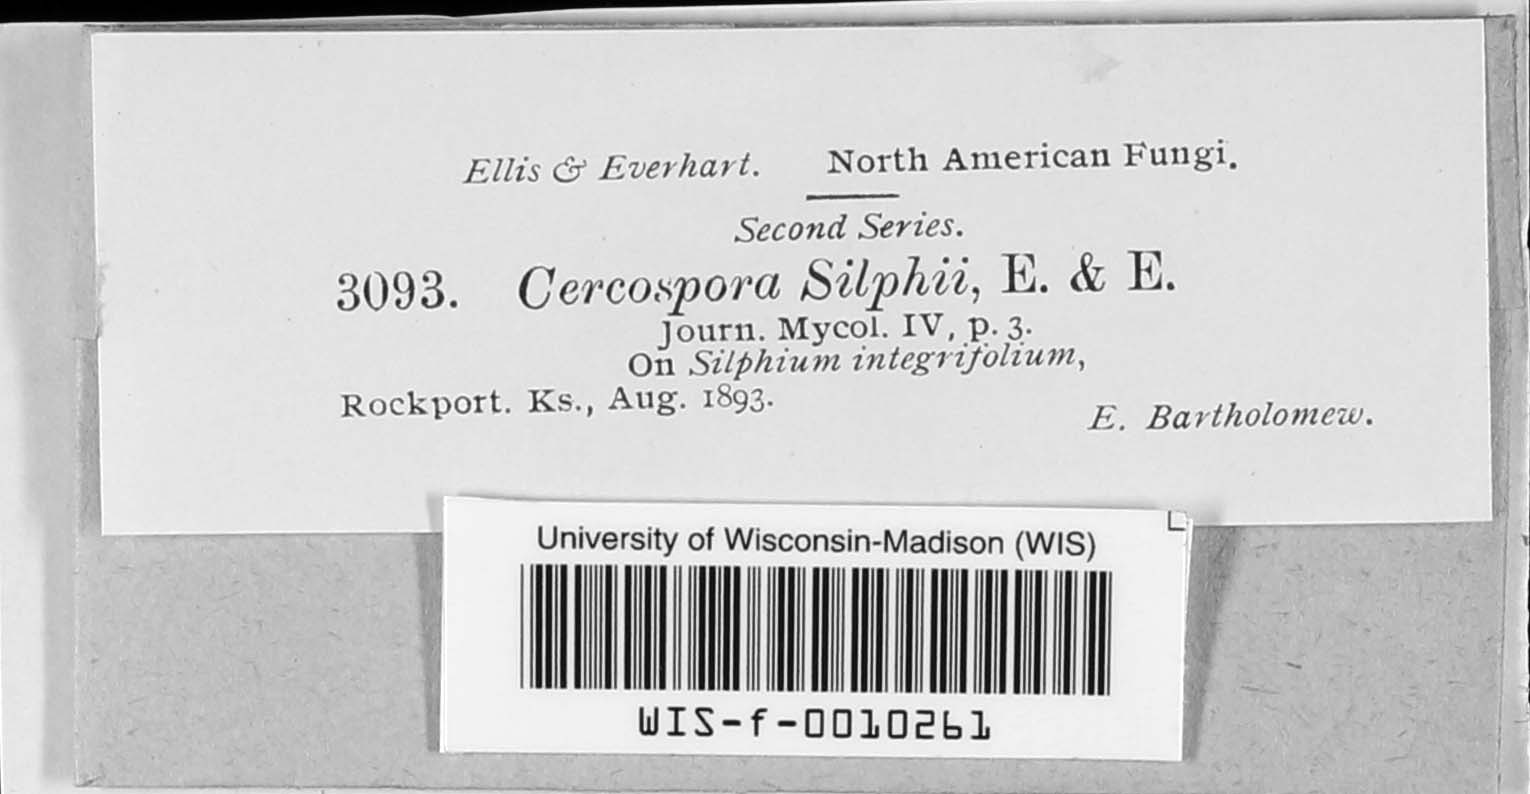 Ellis & Everhart. North American Fungi.
Second Series.
3093. Cercospora Silphii, E. & E.
Journ. Mycol. IV, p. 3.
On Silphium integrifolium,
Rockport. Ks., Aug. 1893.
E. Bartholomew.
University of Wisconsin-Madison (WIS)
WIS-f-0010261